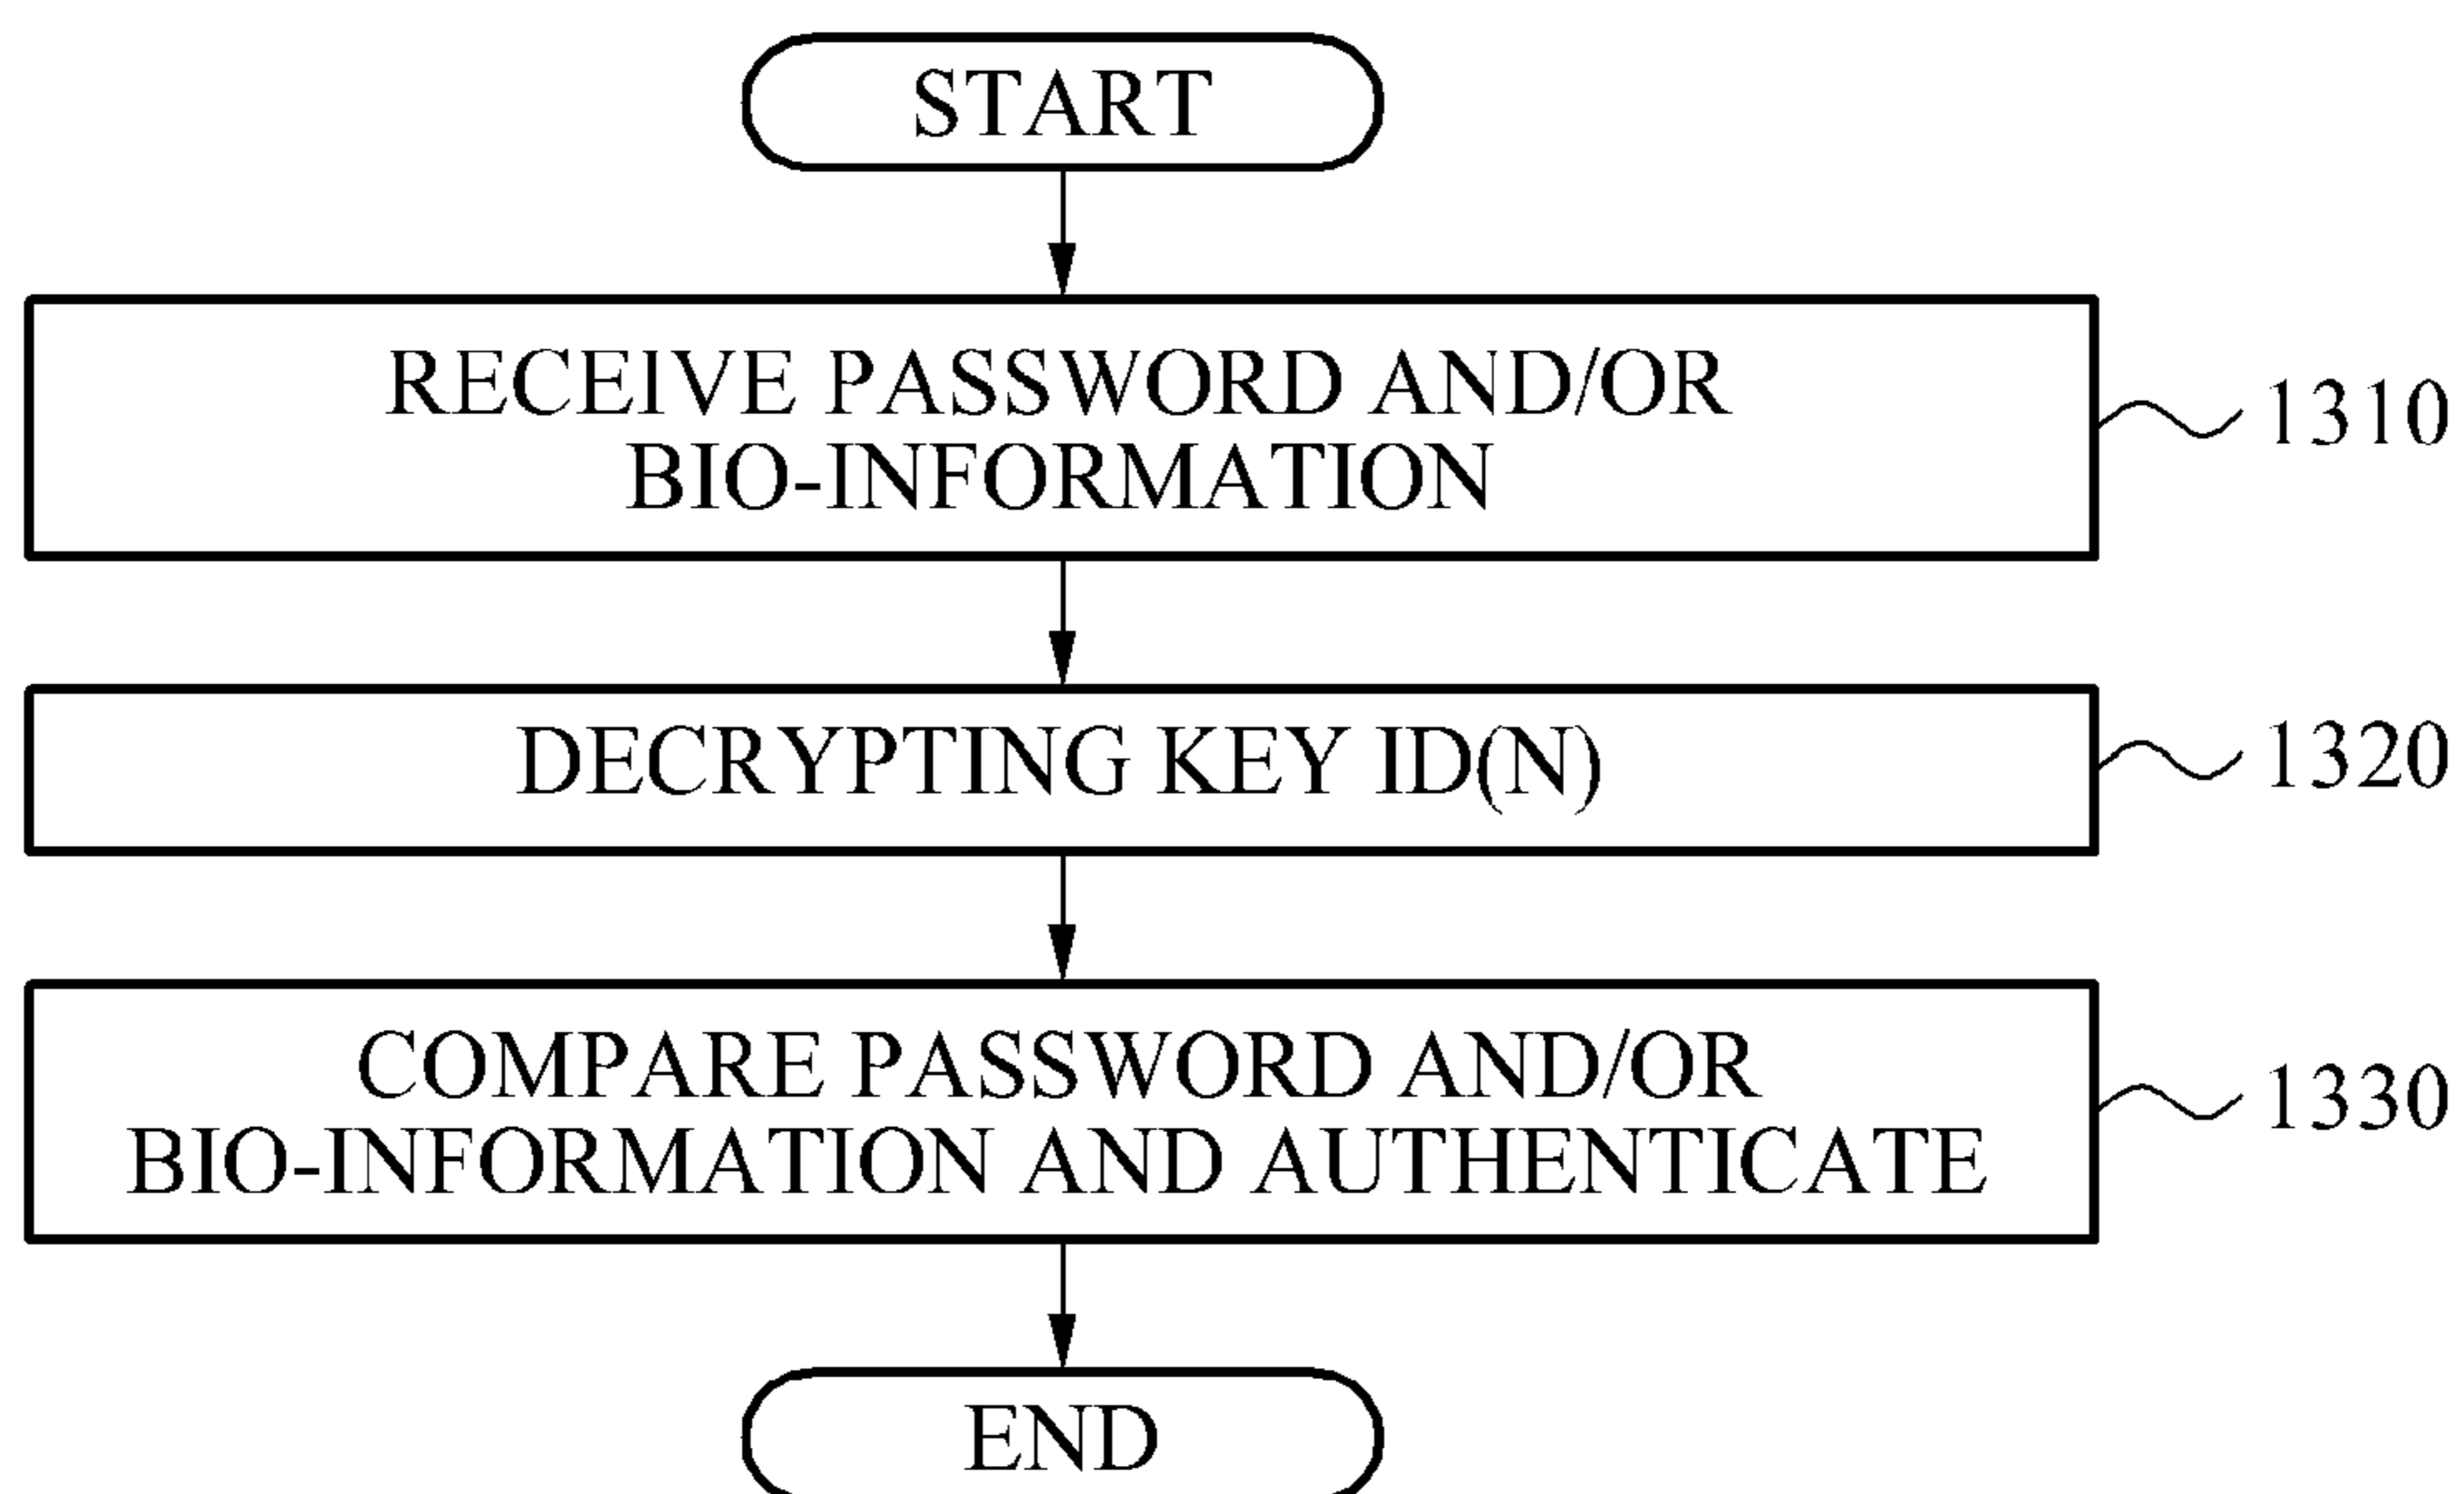 START
RECEIVE PASSWORD AND/OR
BIO-INFORMATION
1310
DECRYPTING KEY ID(N)
1320
COMPARE PASSWORD AND/OR
BIO-INFORMATION AND AUTHENTICATE
1330
END